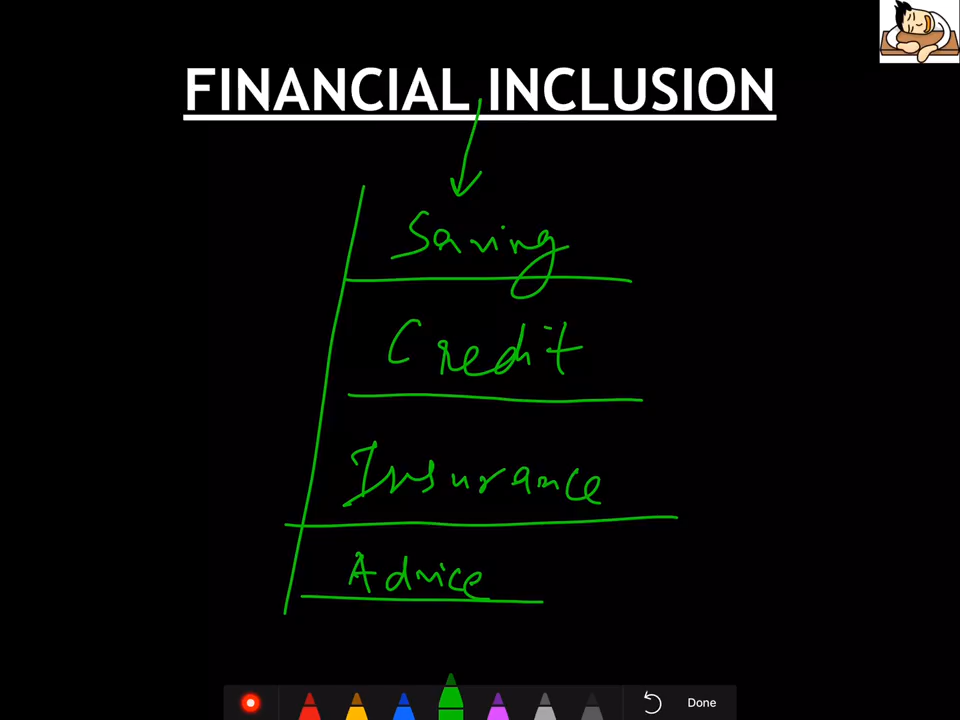 FINANCIAL INCLUSION
Saving
Credit
Insurance
Advice
Done